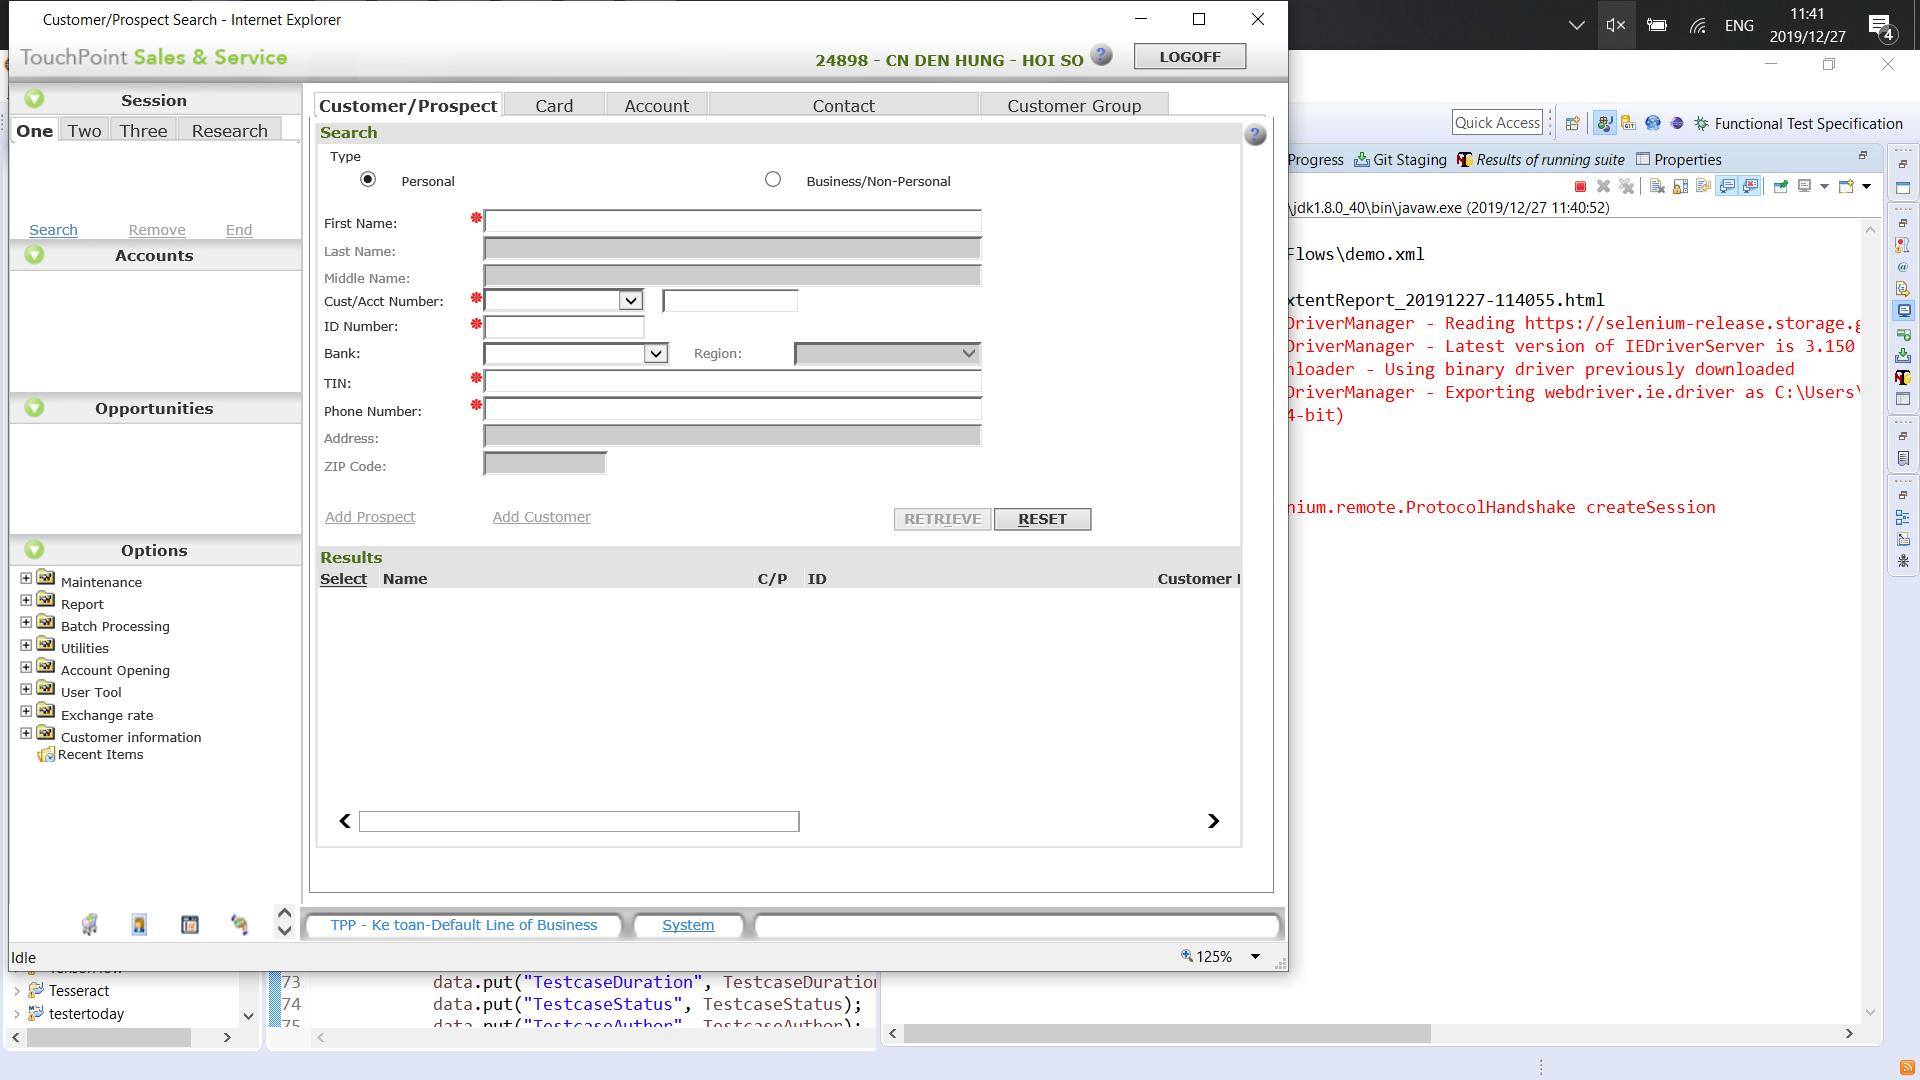 Customer/Prospect Search - Internet Explorer
TouchPoint Sales & Service
24898 - CN DEN HUNG - HOI SO
LOGOFF
Session
One Two Three Research
Search Remove End
Accounts
Opportunities
Options
Maintenance
Report
Batch Processing
Utilities
Account Opening
User Tool
Exchange rate
Customer information
Recent Items
Customer/Prospect Card Account Contact Customer Group
Search
Type
Personal Business/Non-Personal
First Name:
Last Name:
Middle Name:
Cust/Acct Number:
ID Number:
Bank: Region:
TIN:
Phone Number:
Address:
ZIP Code:
Add Prospect Add Customer RETRIEVE RESET
Results
Select Name C/P ID Customer
TPP - Ke toan-Default Line of Business System
Idle
125%
ENG
11:41
2019/12/27
4
Quick Access
Functional Test Specification
Progress Git Staging Results of running suite Properties
\jdk1.8.0_40\bin\javaw.exe (2019/12/27 11:40:52)
Flows\demo.xml
xtentReport_20191227-114055.html
DriverManager - Reading https://selenium-release.storage.g
DriverManager - Latest version of IEDriverServer is 3.150
nloader - Using binary driver previously downloaded
DriverManager - Exporting webdriver.ie.driver as C:\Users\
4-bit)
nium.remote.ProtocolHandshake createSession
Tesseract
testertoday
73 data.put("TestcaseDuration", TestcaseDuration
74 data.put("TestcaseStatus", TestcaseStatus);
75 data.put("TestcaseAuthor", TestcaseAuthor);